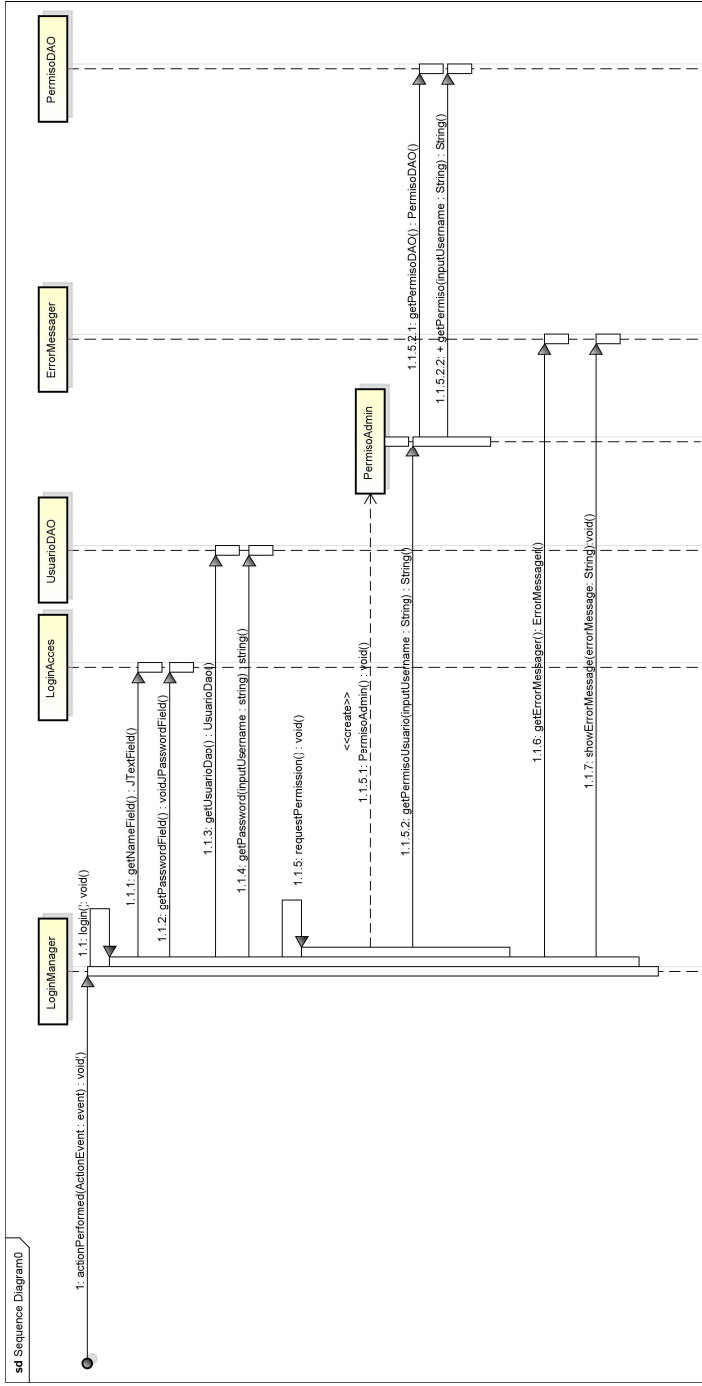 sd Sequence Diagram0
LoginManager
LoginAcces
UsuarioDAO
ErrorMessager
PermisoDAO
1: actionPerformed(ActionEvent : event) : void()
1.1: login() : void()
1.1.1: getNameField() : JTextField()
1.1.2: getPasswordField() : voidJPasswordField()
1.1.3: getUsuarioDao() : UsuarioDao()
1.1.4: getPassword(inputUsername : string) : string()
1.1.5: requestPermission() : void()
<<create>>
1.1.5.1: PermisoAdmin() : void()
PermisoAdmin
1.1.5.2: getPermisoUsuario(inputUsername : String) : String()
1.1.5.2.1: getPermisoDAO() : PermisoDAO()
1.1.5.2.2: + getPermiso(inputUsername : String) : String()
1.1.6: getErrorMessager(): ErrorMessager()
1.1.7: showErrorMessage(errorMessage: String):void()